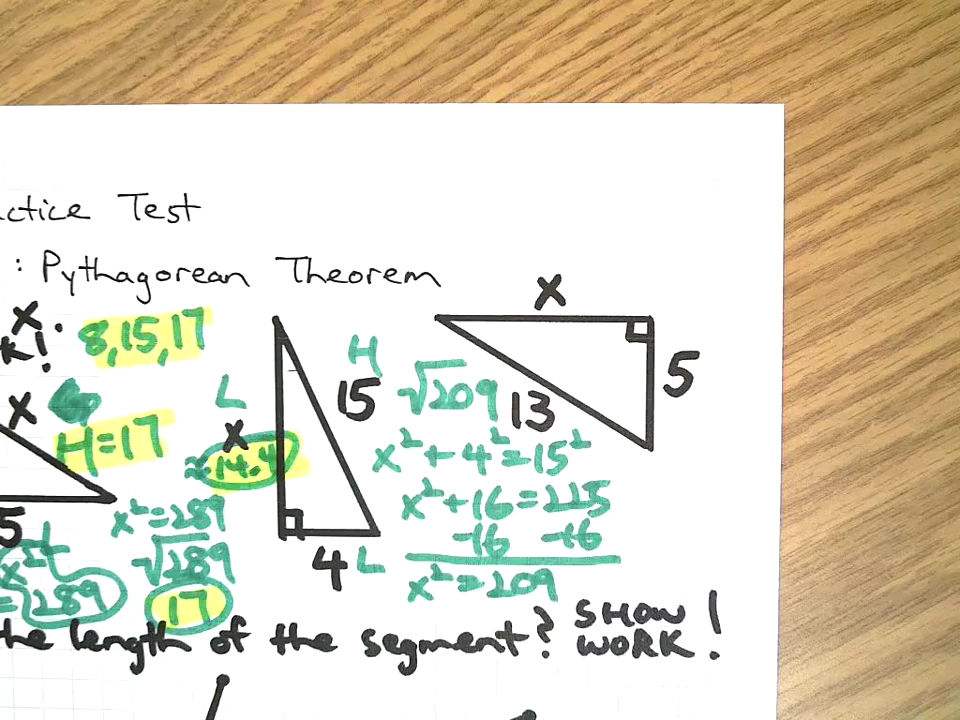 ctice Test
: Pythagorean Theorem
x.
k!
8,15,17
x
H=17
5
x²=289
√289
17
=289
L
x
≈14.4
H
15
4 L
√209
x²+4²=15²
x²+16=225
-16 -16
x²=209
x
13
5
the length of the segment? SHOW WORK!